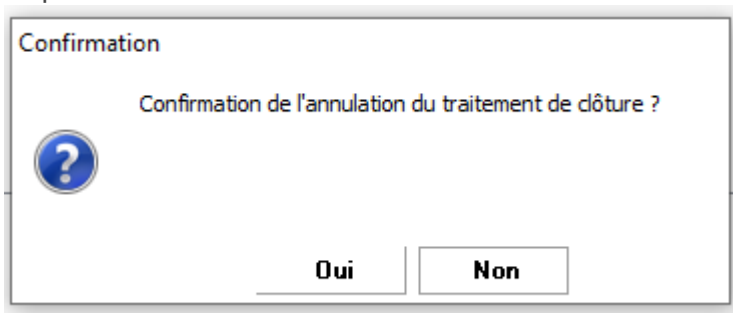 Confirmation
Confirmation de l'annulation du traitement de clôture ?
Oui Non